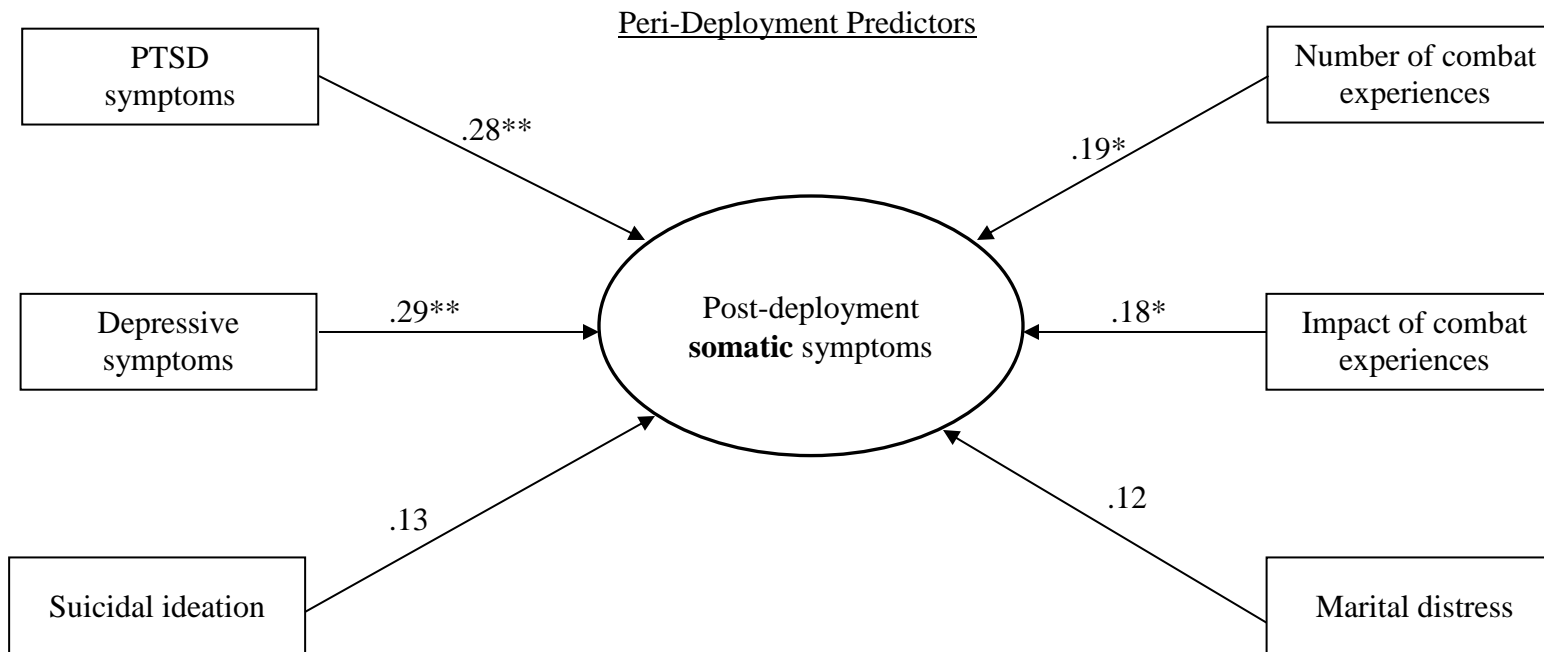 Peri-Deployment Predictors
PTSD
symptoms
Number of combat
experiences
.28**
.19*
Depressive
symptoms
.29**
Post-deployment
somatic symptoms
.18*
Impact of combat
experiences
.13
.12
Suicidal ideation
Marital distress